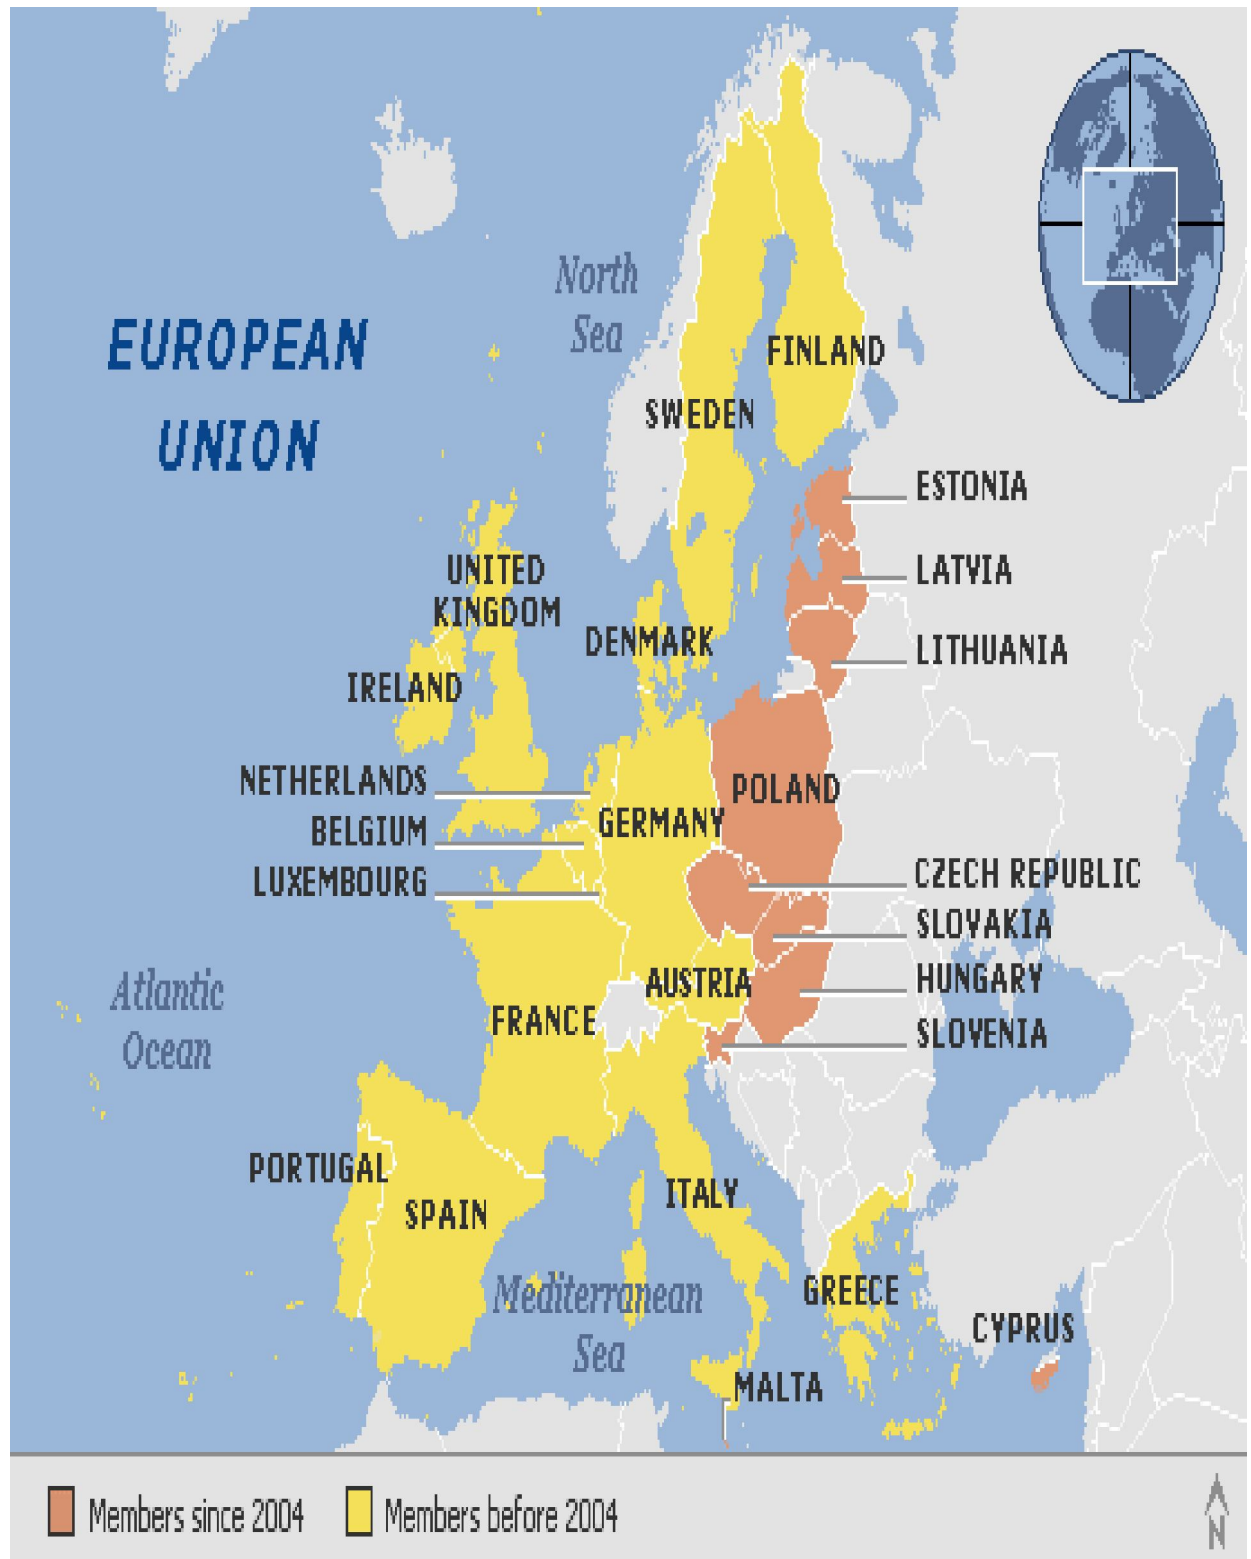 North
Sea
EUROPEAN
UNION
FINLAND
SWEDEN
ESTONIA
LATVIA
LITHUANIA
UNITED
KINGDOM
DENMARK
IRELAND
NETHERLANDS
BELGIUM
LUXEMBOURG
GERMANY
POLAND
CZECH REPUBLIC
SLOVAKIA
HUNGARY
SLOVENIA
AUSTRIA
FRANCE
Atlantic
Ocean
PORTUGAL
SPAIN
ITALY
Mediterranean
Sea
GREECE
CYPRUS
MALTA
Members since 2004
Members before 2004
N